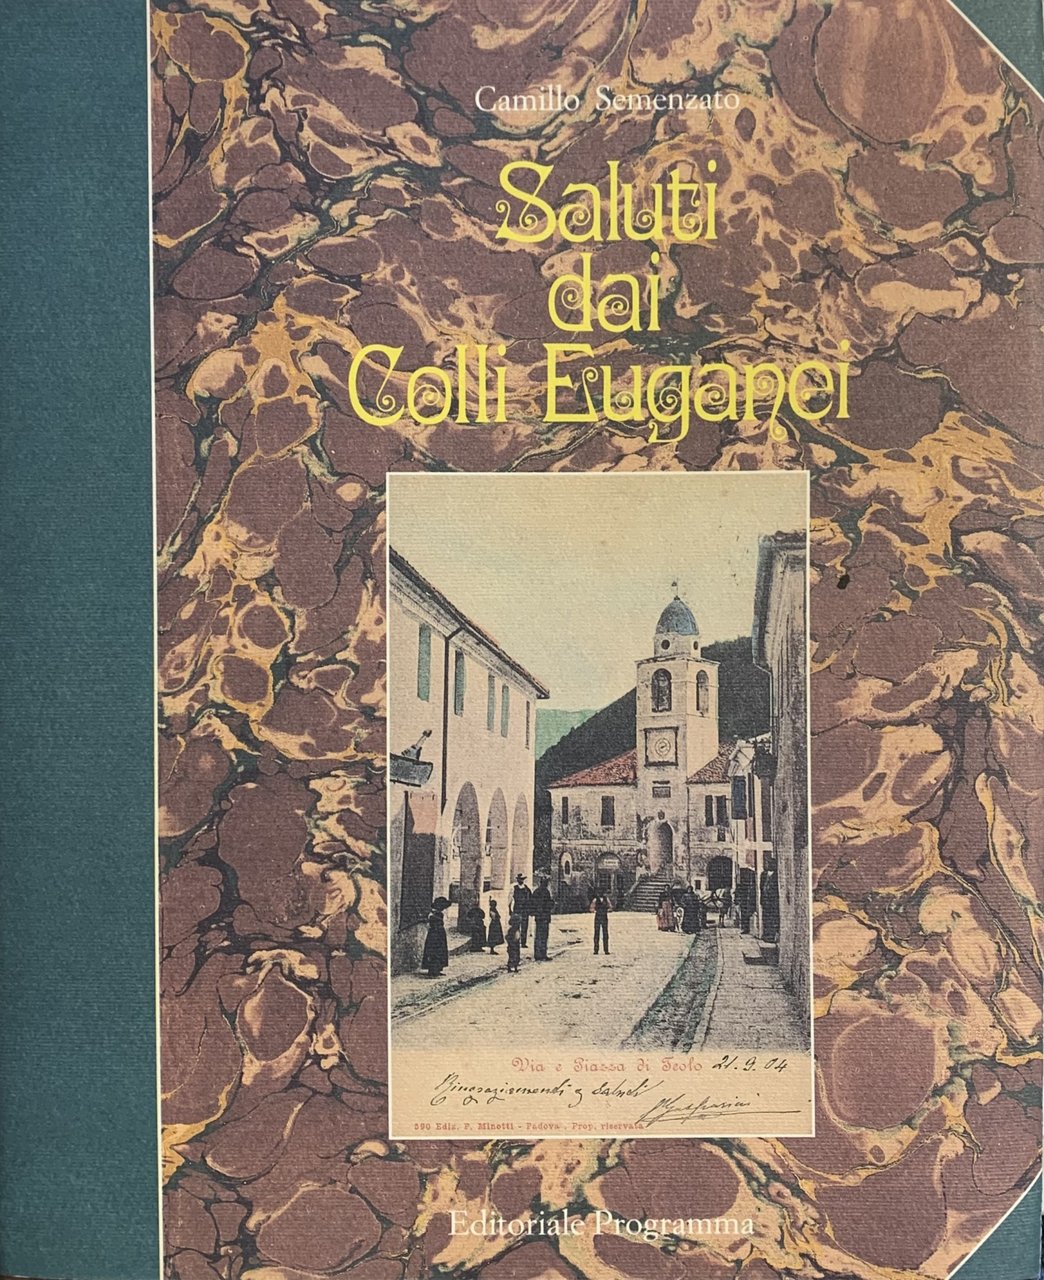 Camillo Semenzato
Saluti
dai
Colli Euganei
Via e Piazza di Teolo 21.9.04
Ringraziamenti e saluti
590 Ediz. P. Minotti - Padova . Prop. riservata
Editoriale Programma